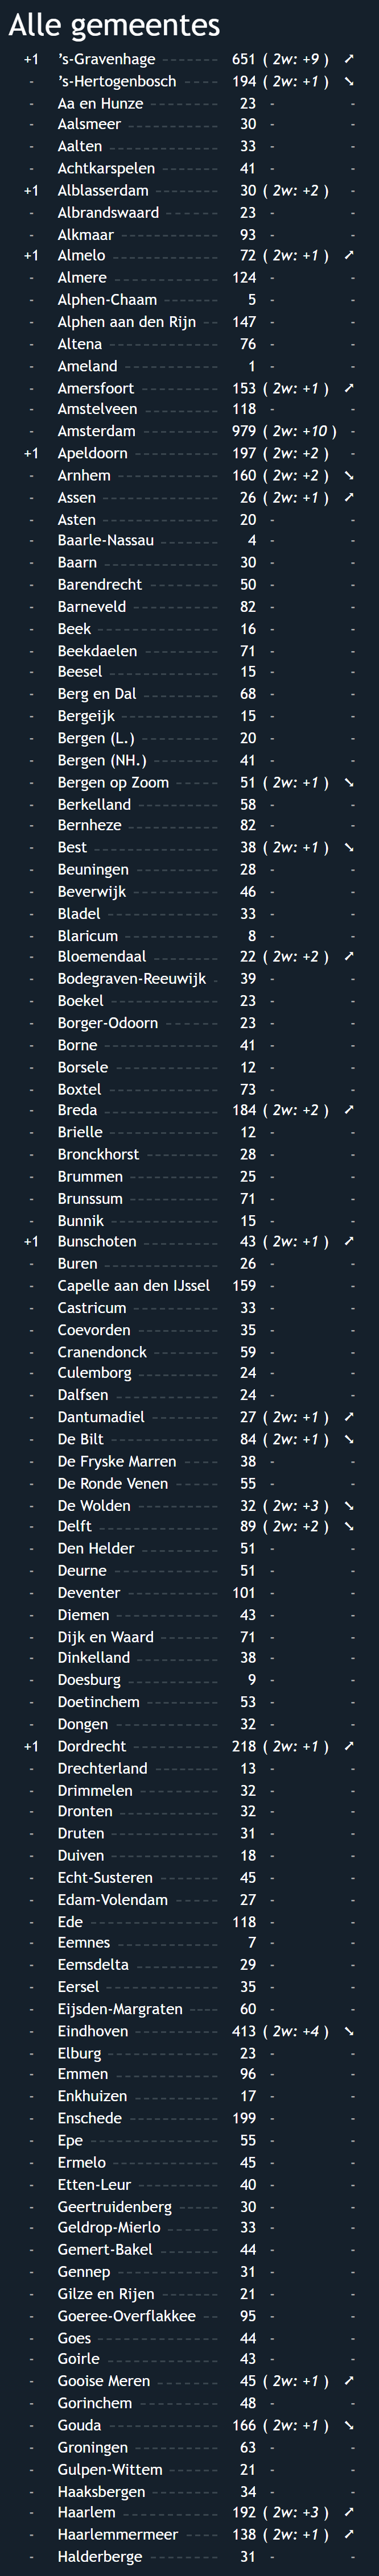 Alle gemeentes
+1 ’s-Gravenhage 651 ( 2w: +9 ) ➚
- ’s-Hertogenbosch 194 ( 2w: +1 ) ➘
- Aa en Hunze 23 - -
- Aalsmeer 30 - -
- Aalten 33 - -
- Achtkarspelen 41 - -
+1 Alblasserdam 30 ( 2w: +2 ) -
- Albrandswaard 23 - -
- Alkmaar 93 - -
+1 Almelo 72 ( 2w: +1 ) ➚
- Almere 124 - -
- Alphen-Chaam 5 - -
- Alphen aan den Rijn 147 - -
- Altena 76 - -
- Ameland 1 - -
- Amersfoort 153 ( 2w: +1 ) ➚
- Amstelveen 118 - -
- Amsterdam 979 ( 2w: +10 ) -
+1 Apeldoorn 197 ( 2w: +2 ) -
- Arnhem 160 ( 2w: +2 ) ➘
- Assen 26 ( 2w: +1 ) ➚
- Asten 20 - -
- Baarle-Nassau 4 - -
- Baarn 30 - -
- Barendrecht 50 - -
- Barneveld 82 - -
- Beek 16 - -
- Beekdaelen 71 - -
- Beesel 15 - -
- Berg en Dal 68 - -
- Bergeijk 15 - -
- Bergen (L.) 20 - -
- Bergen (NH.) 41 - -
- Bergen op Zoom 51 ( 2w: +1 ) ➘
- Berkelland 58 - -
- Bernheze 82 - -
- Best 38 ( 2w: +1 ) ➘
- Beuningen 28 - -
- Beverwijk 46 - -
- Bladel 33 - -
- Blaricum 8 - -
- Bloemendaal 22 ( 2w: +2 ) ➚
- Bodegraven-Reeuwijk 39 - -
- Boekel 23 - -
- Borger-Odoorn 23 - -
- Borne 41 - -
- Borsele 12 - -
- Boxtel 73 - -
- Breda 184 ( 2w: +2 ) ➚
- Brielle 12 - -
- Bronckhorst 28 - -
- Brummen 25 - -
- Brunssum 71 - -
- Bunnik 15 - -
+1 Bunschoten 43 ( 2w: +1 ) ➚
- Buren 26 - -
- Capelle aan den IJssel 159 - -
- Castricum 33 - -
- Coevorden 35 - -
- Cranendonck 59 - -
- Culemborg 24 - -
- Dalfsen 24 - -
- Dantumadiel 27 ( 2w: +1 ) ➚
- De Bilt 84 ( 2w: +1 ) ➘
- De Fryske Marren 38 - -
- De Ronde Venen 55 - -
- De Wolden 32 ( 2w: +3 ) ➘
- Delft 89 ( 2w: +2 ) ➘
- Den Helder 51 - -
- Deurne 51 - -
- Deventer 101 - -
- Diemen 43 - -
- Dijk en Waard 71 - -
- Dinkelland 38 - -
- Doesburg 9 - -
- Doetinchem 53 - -
- Dongen 32 - -
+1 Dordrecht 218 ( 2w: +1 ) ➚
- Drechterland 13 - -
- Drimmelen 32 - -
- Dronten 32 - -
- Druten 31 - -
- Duiven 18 - -
- Echt-Susteren 45 - -
- Edam-Volendam 27 - -
- Ede 118 - -
- Eemnes 7 - -
- Eemsdelta 29 - -
- Eersel 35 - -
- Eijsden-Margraten 60 - -
- Eindhoven 413 ( 2w: +4 ) ➘
- Elburg 23 - -
- Emmen 96 - -
- Enkhuizen 17 - -
- Enschede 199 - -
- Epe 55 - -
- Ermelo 45 - -
- Etten-Leur 40 - -
- Geertruidenberg 30 - -
- Geldrop-Mierlo 33 - -
- Gemert-Bakel 44 - -
- Gennep 31 - -
- Gilze en Rijen 21 - -
- Goeree-Overflakkee 95 - -
- Goes 44 - -
- Goirle 43 - -
- Gooise Meren 45 ( 2w: +1 ) ➚
- Gorinchem 48 - -
- Gouda 166 ( 2w: +1 ) ➘
- Groningen 63 - -
- Gulpen-Wittem 21 - -
- Haaksbergen 34 - -
- Haarlem 192 ( 2w: +3 ) ➚
- Haarlemmermeer 138 ( 2w: +1 ) ➚
- Halderberge 31 - -